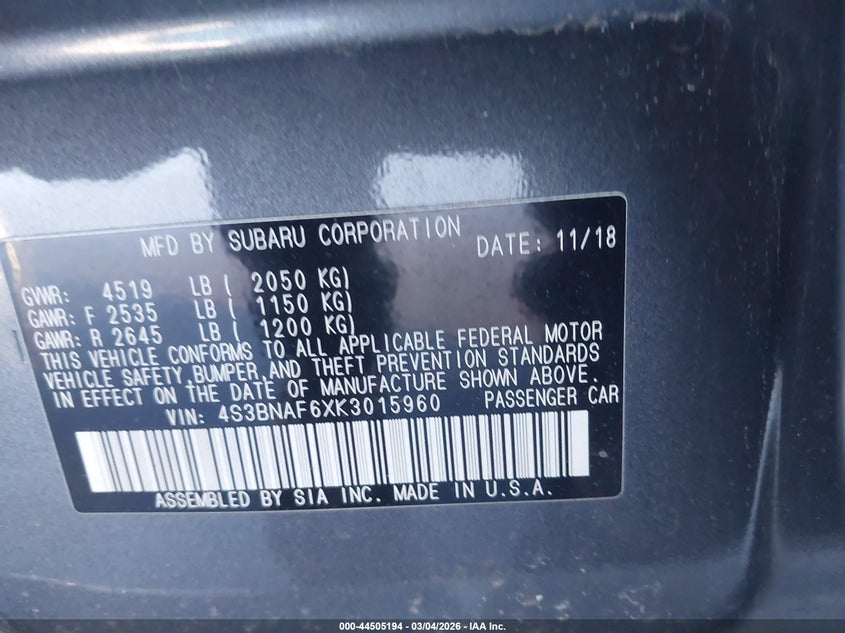 MFD BY SUBARU CORPORATION DATE: 11/18
GVWR: 4519 LB ( 2050 KG)
GAWR: F 2535 LB ( 1150 KG)
GAWR: R 2645 LB ( 1200 KG)
THIS VEHICLE CONFORMS TO ALL APPLICABLE FEDERAL MOTOR
VEHICLE SAFETY,BUMPER,AND THEFT PREVENTION STANDARDS
IN EFFECT ON THE DATE OF MANUFACTURE SHOWN ABOVE.
VIN: 4S3BNAF6XK3015960 PASSENGER CAR
ASSEMBLED BY SIA INC. MADE IN U.S.A.
000-44505194 - 03/04/2026 - IAA Inc.